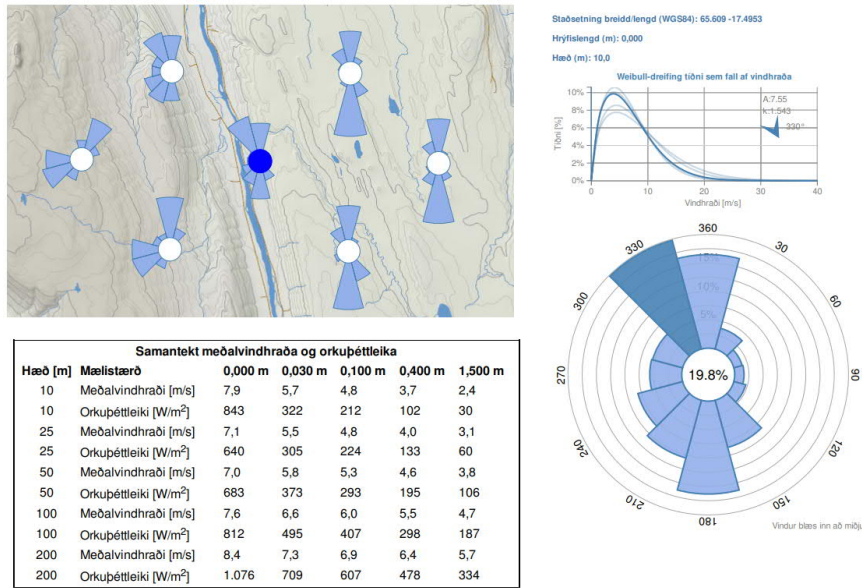 Staðsetning breidd/lengd (WGS84): 65.609 -17.4953
Hrýfislengd (m): 0,000
Hæð (m): 10,0
Weibull-dreifing tíðni sem fall af vindhraða
Tíðni [%]
10%
8%
6%
4%
2%
0%
A:7.55
k:1.543
330°
0 10 20 30 40
Vindhraði [m/s]
360
330
30
300
60
270
90
240
120
210
150
180
15%
10%
5%
19.8%
Vindur blæs inn að miðju
Samantekt meðalvindhraða og orkuþéttleika
Hæð [m] Mælistærð 0,000 m 0,030 m 0,100 m 0,400 m 1,500 m
10 Meðalvindhraði [m/s] 7,9 5,7 4,8 3,7 2,4
10 Orkuþéttleiki [W/m²] 843 322 212 102 30
25 Meðalvindhraði [m/s] 7,1 5,5 4,8 4,0 3,1
25 Orkuþéttleiki [W/m²] 640 305 224 133 60
50 Meðalvindhraði [m/s] 7,0 5,8 5,3 4,6 3,8
50 Orkuþéttleiki [W/m²] 683 373 293 195 106
100 Meðalvindhraði [m/s] 7,6 6,6 6,0 5,5 4,7
100 Orkuþéttleiki [W/m²] 812 495 407 298 187
200 Meðalvindhraði [m/s] 8,4 7,3 6,9 6,4 5,7
200 Orkuþéttleiki [W/m²] 1.076 709 607 478 334